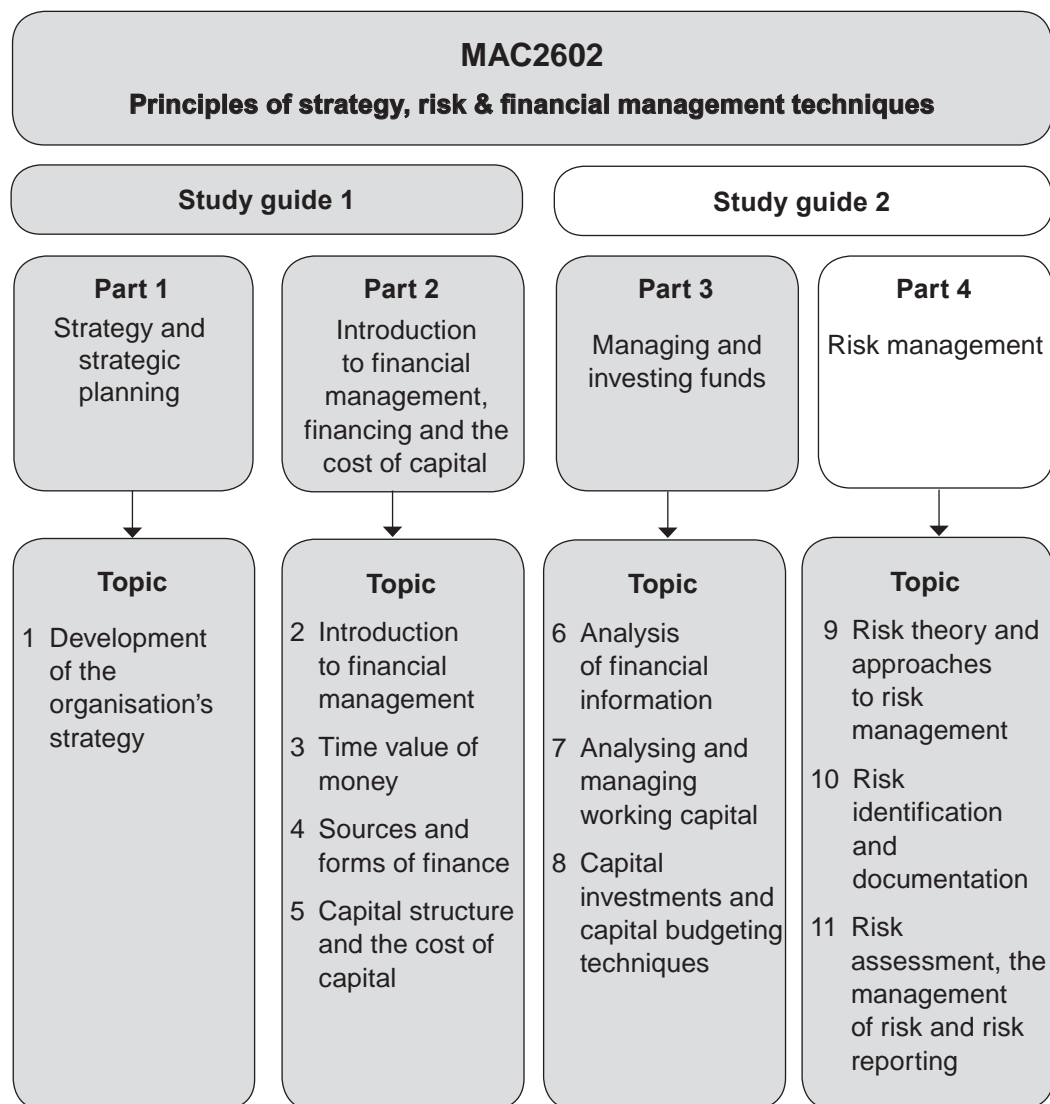 MAC2602
Principles of strategy, risk & financial management techniques
Study guide 1
Study guide 2
Part 1
Strategy and
strategic
planning
Part 2
Introduction
to financial
management,
financing and the
cost of capital
Part 3
Managing and
investing funds
Part 4
Risk management
Topic
1 Development
of the
organisation’s
strategy
Topic
2 Introduction
to financial
management
3 Time value of
money
4 Sources and
forms of finance
5 Capital structure
and the cost of
capital
Topic
6 Analysis
of financial
information
7 Analysing and
managing
working capital
8 Capital
investments and
capital budgeting
techniques
Topic
9 Risk theory and
approaches
to risk
management
10 Risk
identification
and
documentation
11 Risk
assessment, the
management
of risk and risk
reporting